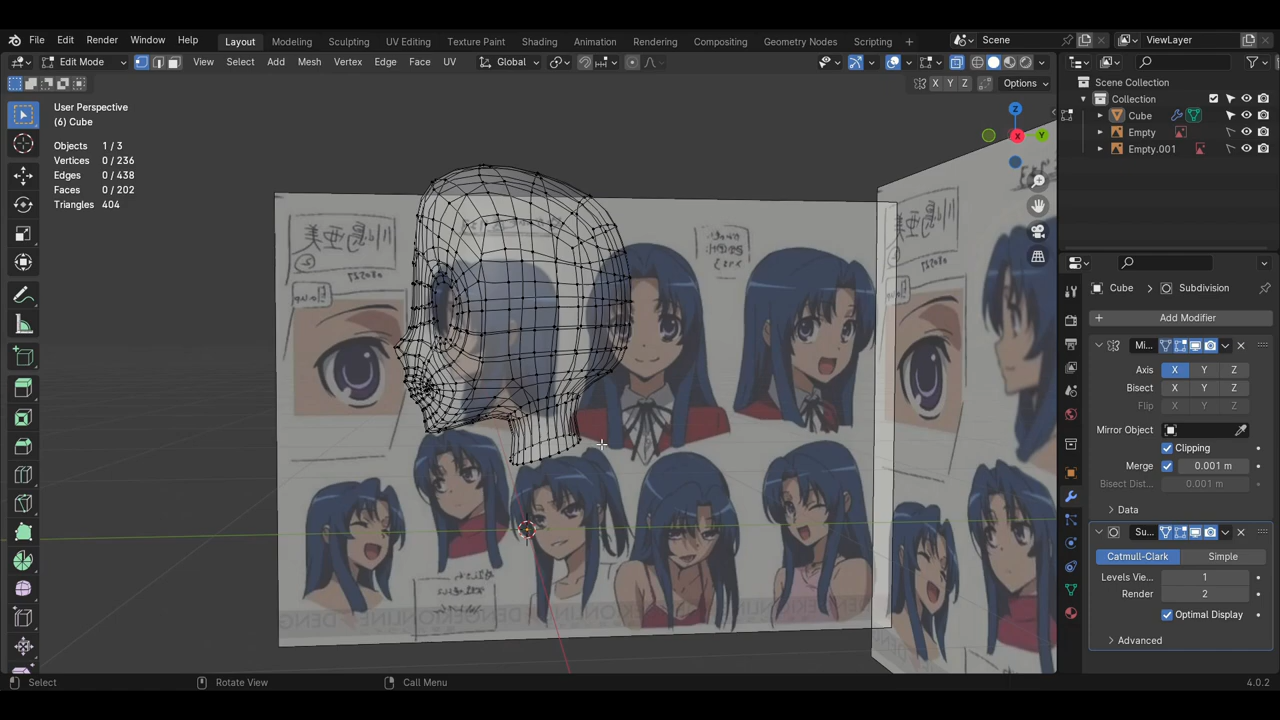 File Edit Render Window Help
Layout Modeling Sculpting UV Editing Texture Paint Shading Animation Rendering Compositing Geometry Nodes Scripting
Scene
ViewLayer
Edit Mode
View Select Add Mesh Vertex Edge Face UV
Global
X Y Z
Options
User Perspective
(6) Cube
Objects 1 / 3
Vertices 0 / 236
Edges 0 / 438
Faces 0 / 202
Triangles 404
Z
X
Y
Scene Collection
Collection
Cube
Empty
Empty.001
Cube
Subdivision
Add Modifier
Mi...
Axis X Y Z
Bisect X Y Z
Flip X Y Z
Mirror Object
Clipping
Merge 0.001 m
Bisect Dist... 0.001 m
Data
Su...
Catmull-Clark Simple
Levels Vie... 1
Render 2
Optimal Display
Advanced
Select
Rotate View
Call Menu
4.0.2